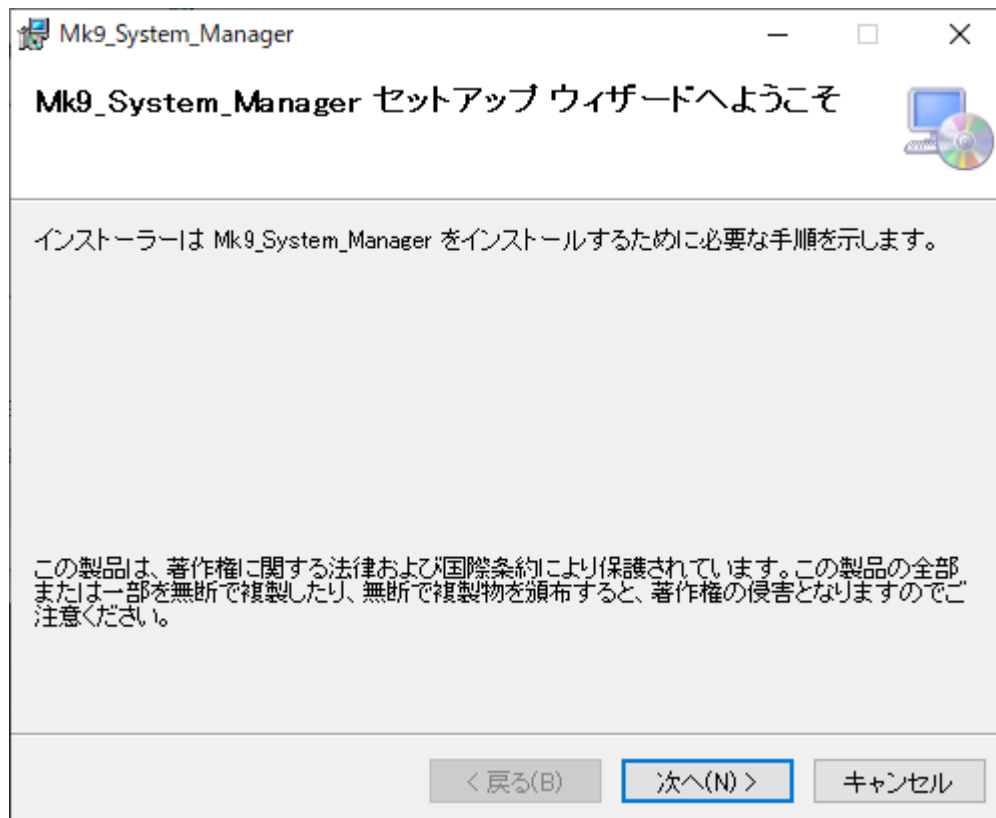 Mk9_System_Manager
Mk9_System_Manager セットアップ ウィザードへようこそ
インストーラーは Mk9_System_Manager をインストールするために必要な手順を示します。
この製品は、著作権に関する法律および国際条約により保護されています。この製品の全部
または一部を無断で複製したり、無断で複製物を頒布すると、著作権の侵害となりますのでご
注意ください。
< 戻る(B)
次へ(N) >
キャンセル